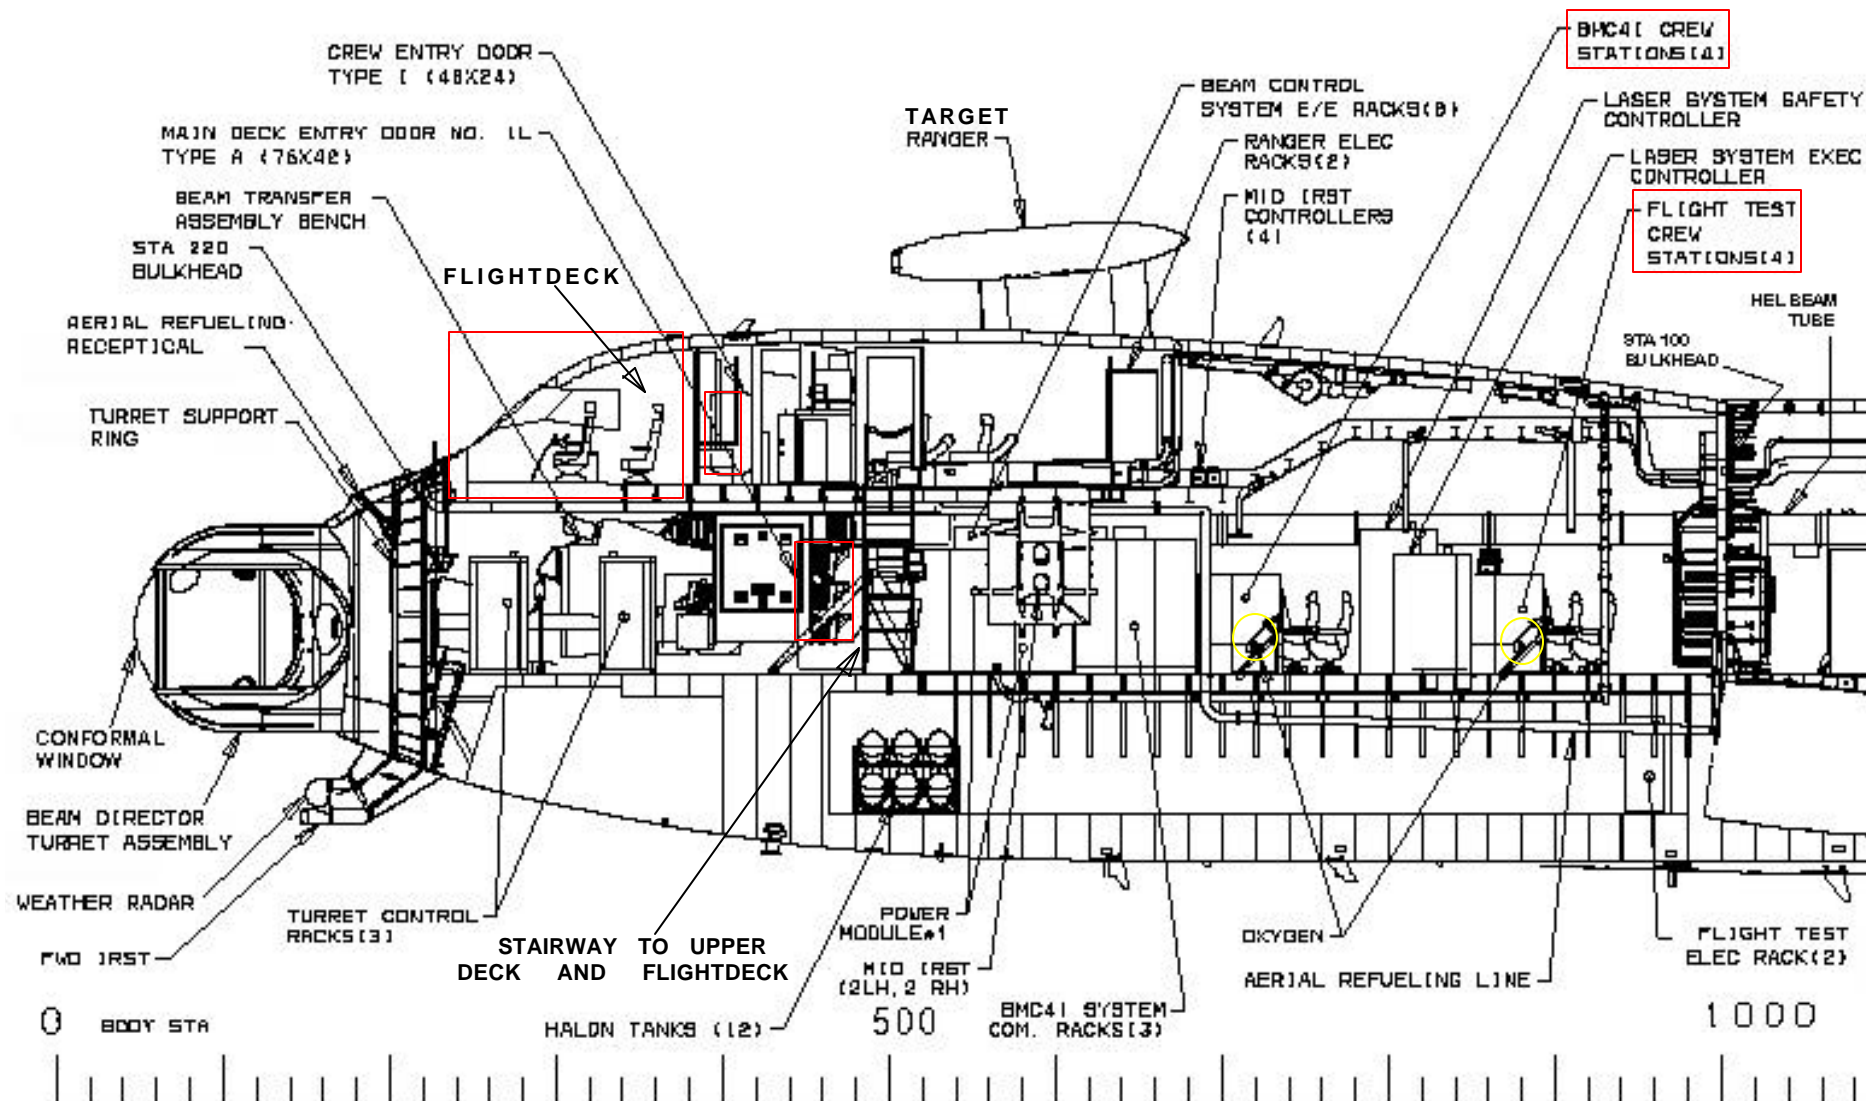 CREW ENTRY DOOR
TYPE I (48X24)
MAIN DECK ENTRY DOOR NO. 1L
TYPE A (76X42)
BEAM TRANSFER
ASSEMBLY BENCH
STA 220
BULKHEAD
FLIGHTDECK
AERIAL REFUELING
RECEPTICAL
TURRET SUPPORT
RING
TARGET
RANGER
BEAM CONTROL
SYSTEM E/E RACKS(8)
RANGER ELEC
RACKS(2)
MID IRST
CONTROLLERS
(4)
BMC4I CREW
STATIONS(4)
LASER SYSTEM SAFETY
CONTROLLER
LASER SYSTEM EXEC
CONTROLLER
FLIGHT TEST
CREW
STATIONS(4)
HEL BEAM
TUBE
STA 100
BULKHEAD
CONFORMAL
WINDOW
BEAM DIRECTOR
TURRET ASSEMBLY
WEATHER RADAR
FWD IRST
TURRET CONTROL
RACKS(3)
STAIRWAY TO UPPER
DECK AND FLIGHTDECK
HALON TANKS (12)
POWER
MODULE#1
MID IRST
(2LH, 2 RH)
BMC4I SYSTEM
COM. RACKS(3)
OXYGEN
AERIAL REFUELING LINE
FLIGHT TEST
ELEC RACK(2)
0 BODY STA 500 1000